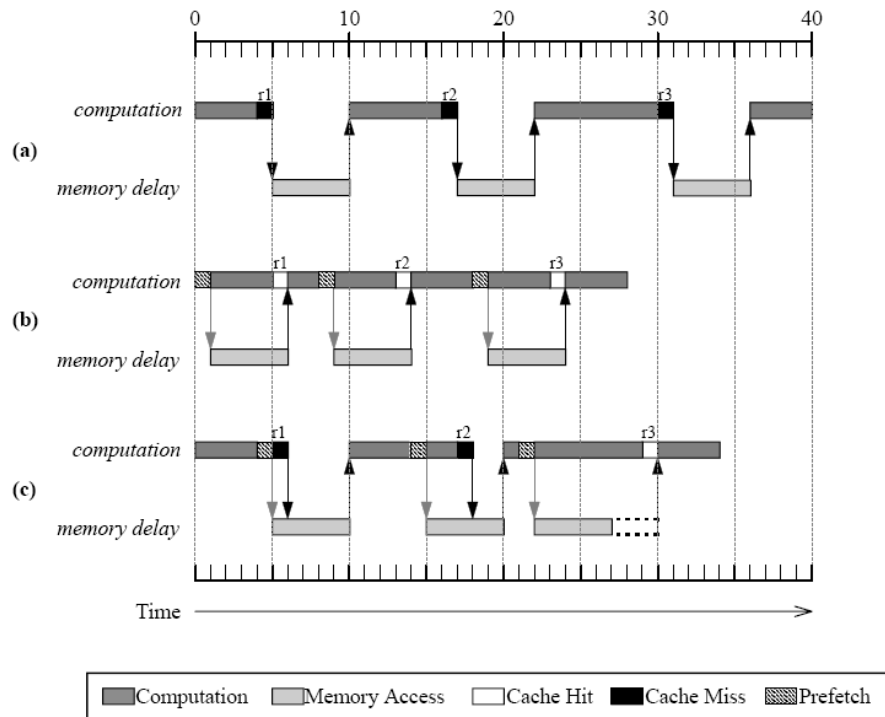 0 10 20 30 40
r1 r2 r3
computation
(a)
memory delay
r1 r2 r3
computation
(b)
memory delay
r1 r2 r3
computation
(c)
memory delay
Time
Computation Memory Access Cache Hit Cache Miss Prefetch